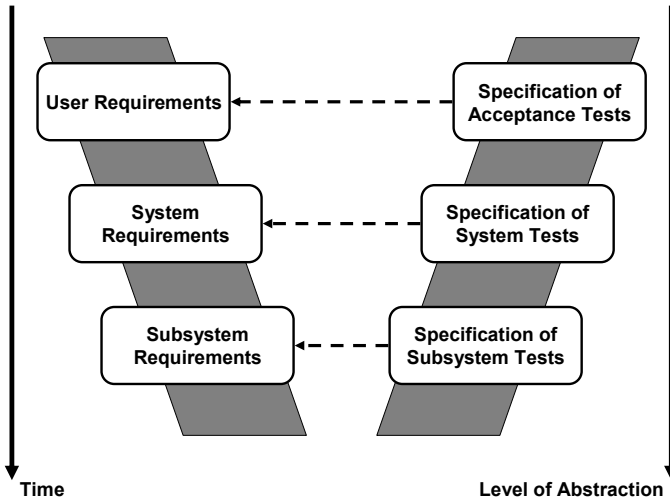 User Requirements
Specification of
Acceptance Tests
System
Requirements
Specification of
System Tests
Subsystem
Requirements
Specification of
Subsystem Tests
Time
Level of Abstraction